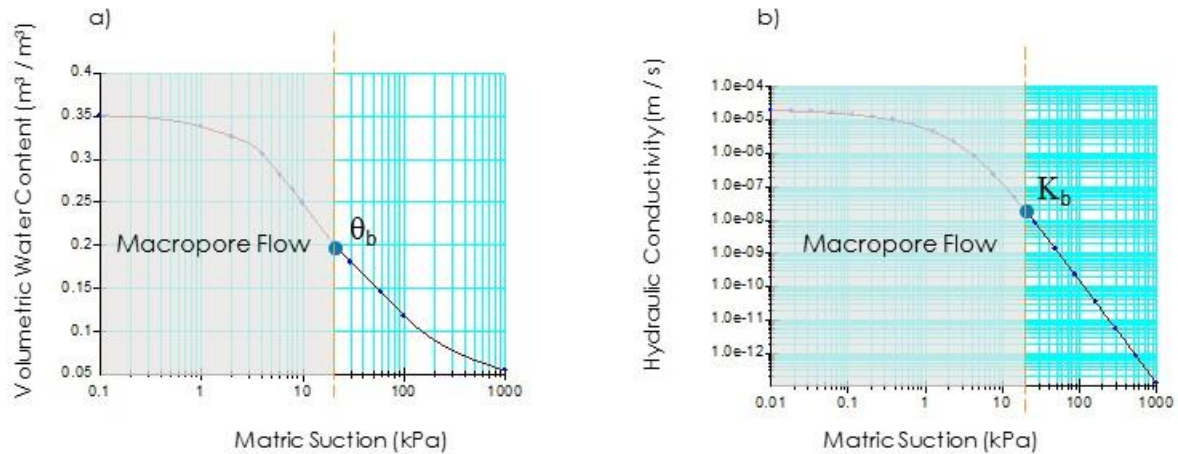 a)
Volumetric Water Content (m³ / m³)
0.4
0.35
0.3
0.25
0.2
0.15
0.1
0.05
θb
Macropore Flow
0.1 1 10 100 1000
Matric Suction (kPa)
b)
Hydraulic Conductivity (m / s)
1.0e-04
1.0e-05
1.0e-06
1.0e-07
1.0e-08
1.0e-09
1.0e-10
1.0e-11
1.0e-12
Kb
Macropore Flow
0.01 0.1 1 10 100 1000
Matric Suction (kPa)